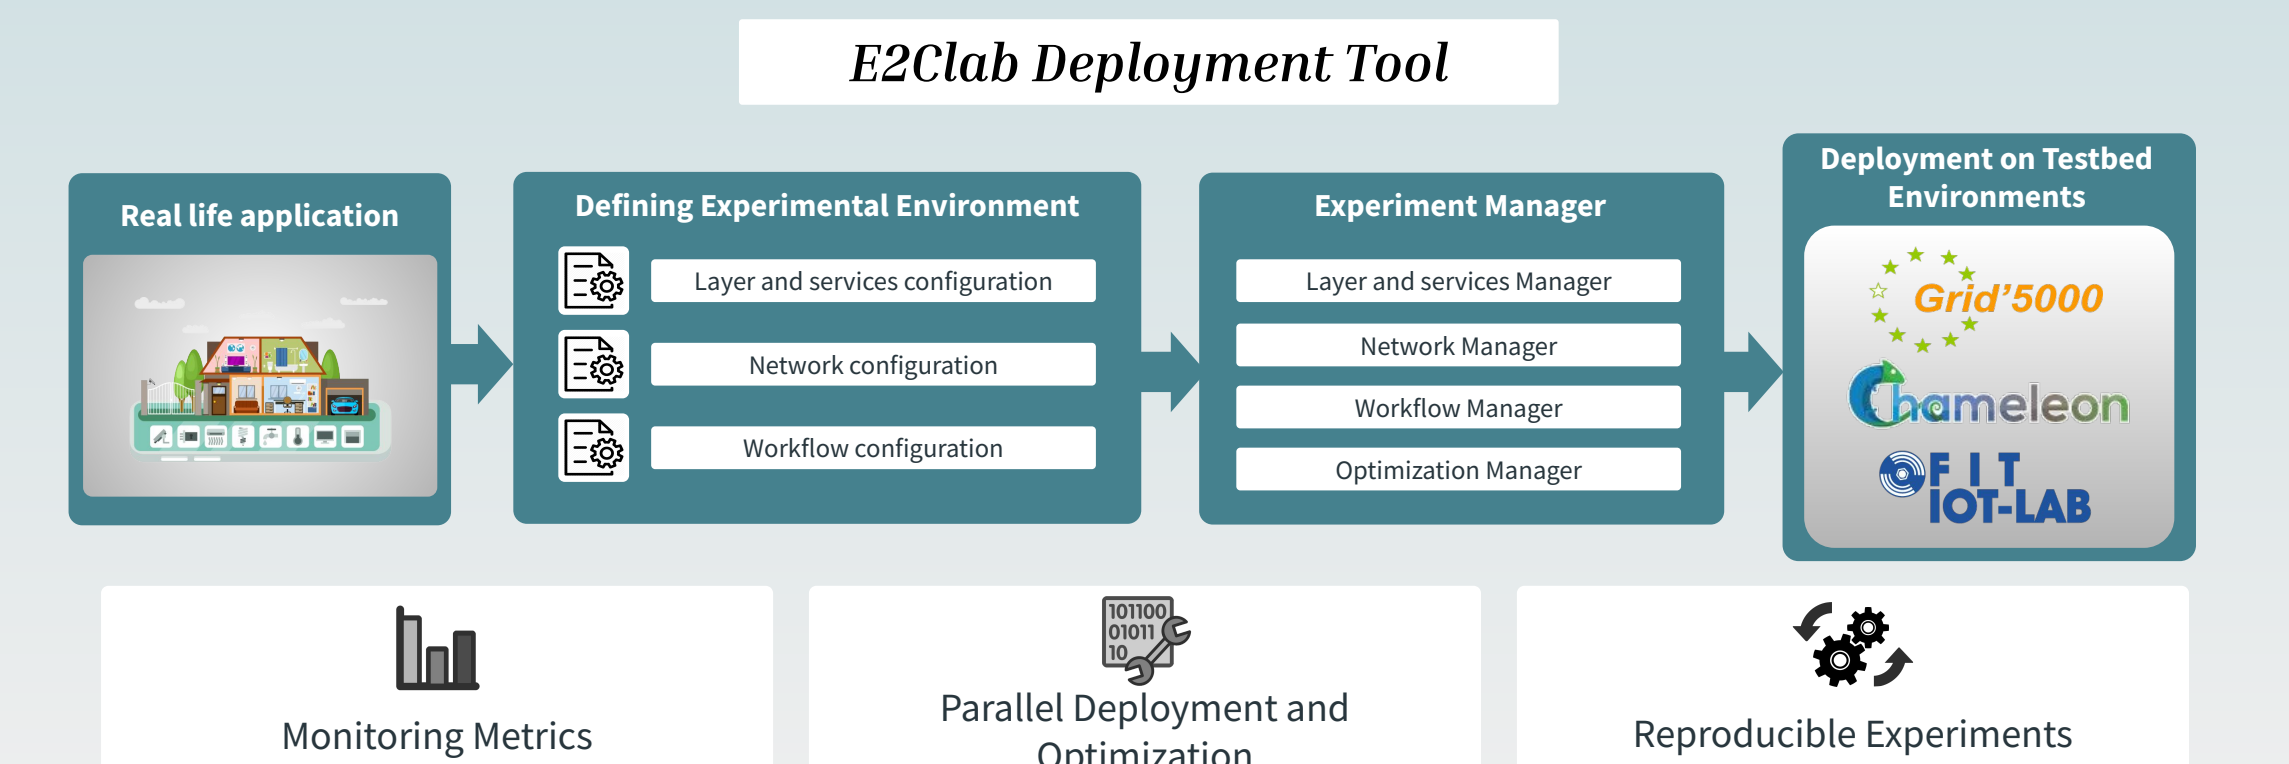 E2Clab Deployment Tool
Real life application
Defining Experimental Environment
Layer and services configuration
Network configuration
Workflow configuration
Experiment Manager
Layer and services Manager
Network Manager
Workflow Manager
Optimization Manager
Deployment on Testbed
Environments
Grid'5000
Chameleon
FIT
IOT-LAB
Monitoring Metrics
101100
01011
10
Parallel Deployment and
Optimization
Reproducible Experiments